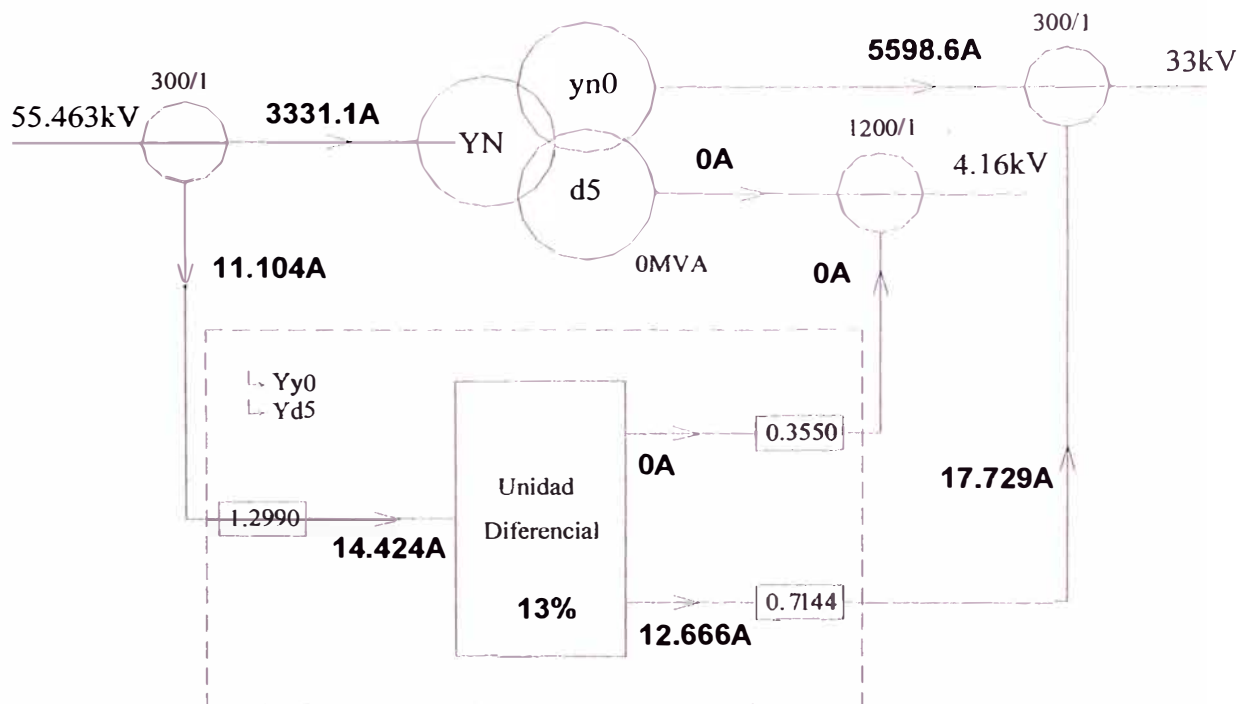 300/1
55.463kV
3331.1A
YN
yn0
d5
5598.6A
300/1
33kV
1200/1
0A
4.16kV
0MVA
11.104A
0A
Yy0
Yd5
0.3550
0A
17.729A
Unidad
Diferencial
1.2990
14.424A
13%
0.7144
12.666A